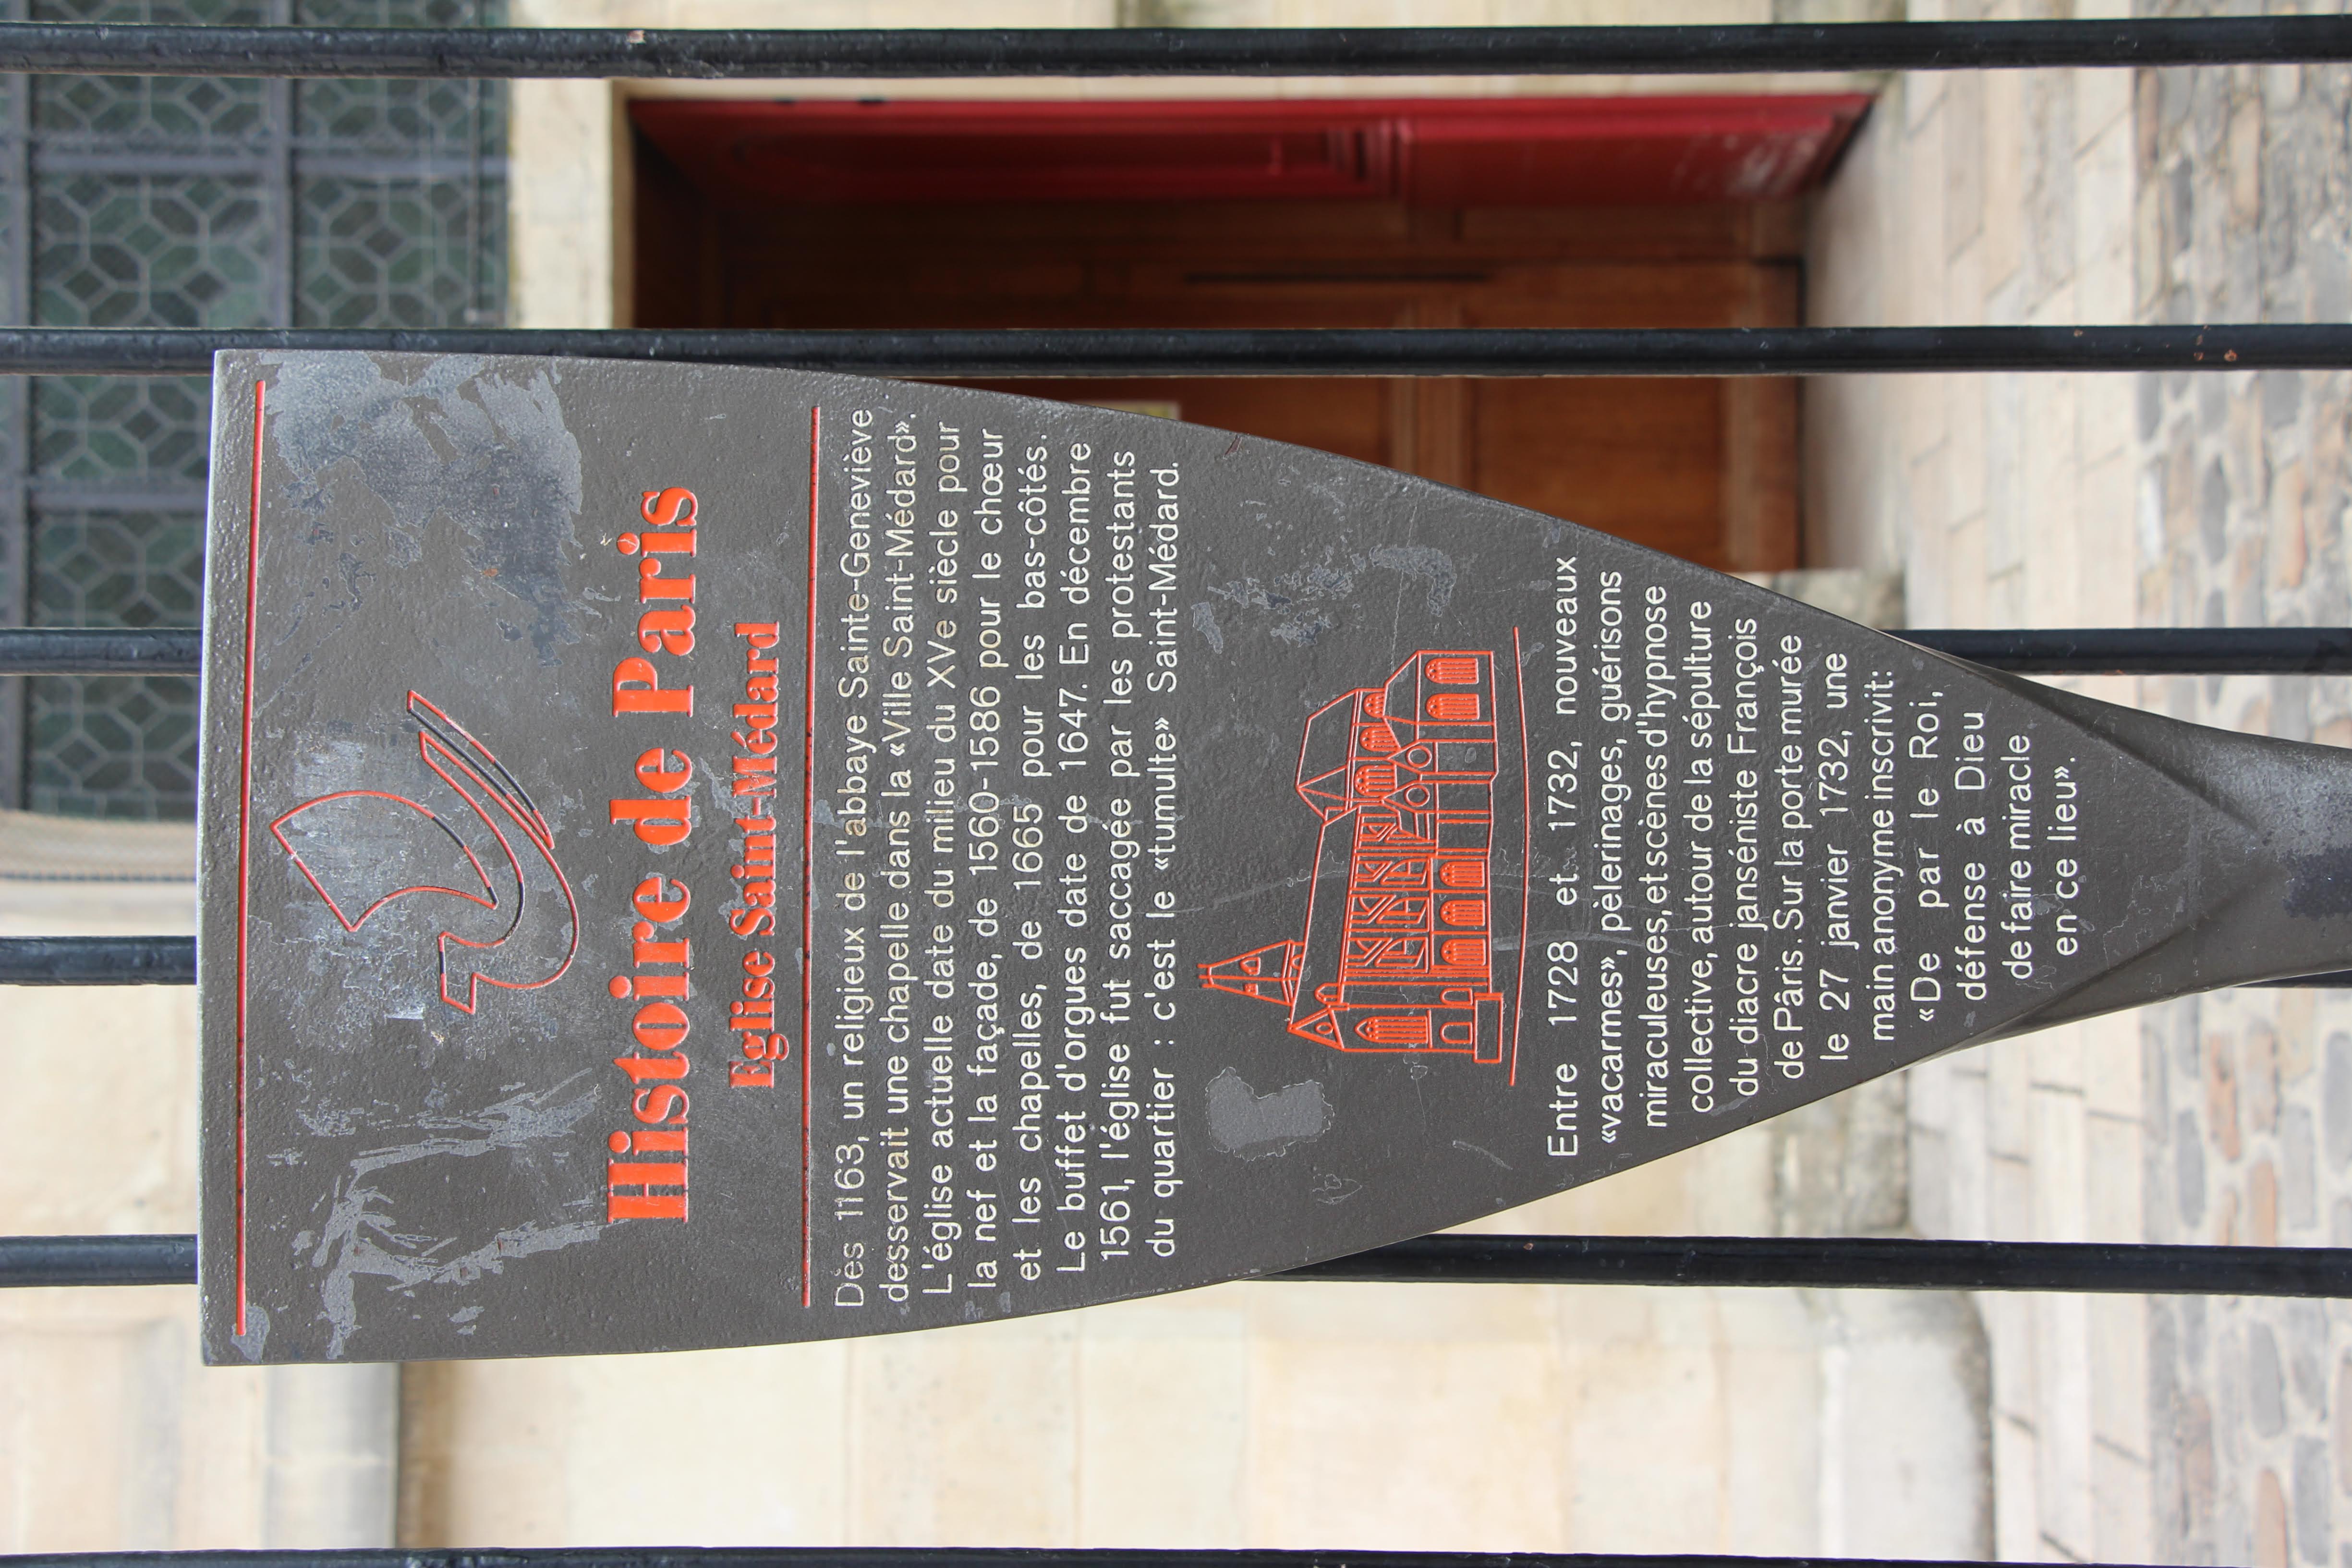 Histoire de Paris
Eglise Saint-Médard
Dès 1163, un religieux de l'abbaye Sainte-Geneviève
desservait une chapelle dans la «Ville Saint-Médard».
L'église actuelle date du milieu du XVe siècle pour
la nef et la façade, de 1560-1586 pour le chœur
et les chapelles, de 1665 pour les bas-côtés.
Le buffet d'orgues date de 1647. En décembre
1561, l'église fut saccagée par les protestants
du quartier : c'est le «tumulte» Saint-Médard.
Entre 1728 et 1732, nouveaux
«vacarmes», pèlerinages, guérisons
miraculeuses, et scènes d'hypnose
collective, autour de la sépulture
du diacre janséniste François
de Pâris. Sur la porte murée
le 27 janvier 1732, une
main anonyme inscrivit:
«De par le Roi,
défense à Dieu
de faire miracle
en ce lieu».